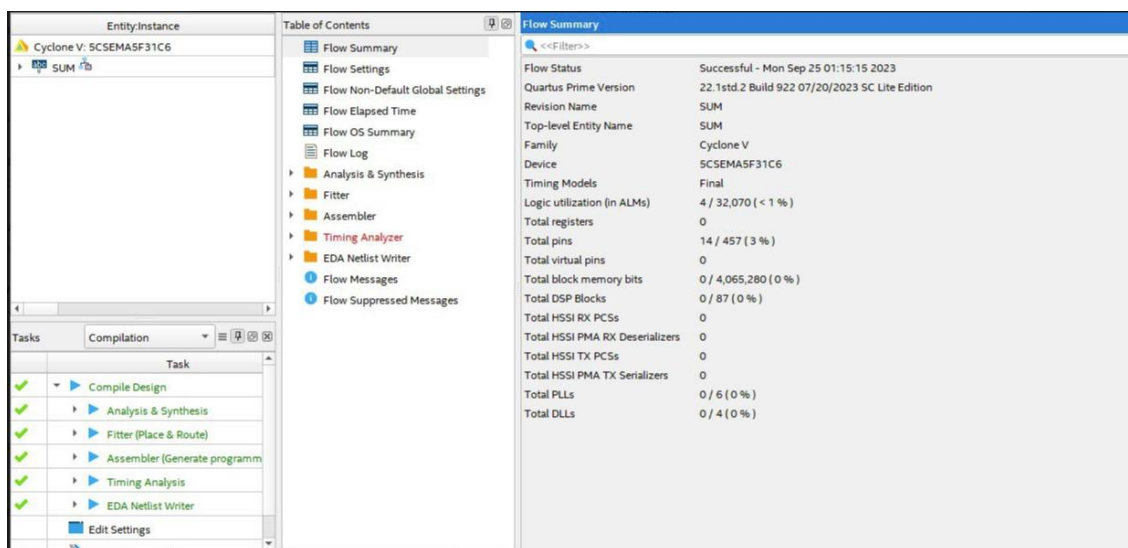 Entity:Instance
Cyclone V: 5CSEMA5F31C6
abc SUM
Tasks Compilation
Task
Compile Design
Analysis & Synthesis
Fitter (Place & Route)
Assembler (Generate programm
Timing Analysis
EDA Netlist Writer
Edit Settings
Table of Contents
Flow Summary
Flow Settings
Flow Non-Default Global Settings
Flow Elapsed Time
Flow OS Summary
Flow Log
Analysis & Synthesis
Fitter
Assembler
Timing Analyzer
EDA Netlist Writer
Flow Messages
Flow Suppressed Messages
Flow Summary
<<Filter>>
Flow Status Successful - Mon Sep 25 01:15:15 2023
Quartus Prime Version 22.1std.2 Build 922 07/20/2023 SC Lite Edition
Revision Name SUM
Top-level Entity Name SUM
Family Cyclone V
Device 5CSEMA5F31C6
Timing Models Final
Logic utilization (in ALMs) 4 / 32,070 ( < 1 % )
Total registers 0
Total pins 14 / 457 ( 3 % )
Total virtual pins 0
Total block memory bits 0 / 4,065,280 ( 0 % )
Total DSP Blocks 0 / 87 ( 0 % )
Total HSSI RX PCSs 0
Total HSSI PMA RX Deserializers 0
Total HSSI TX PCSs 0
Total HSSI PMA TX Serializers 0
Total PLLs 0 / 6 ( 0 % )
Total DLLs 0 / 4 ( 0 % )